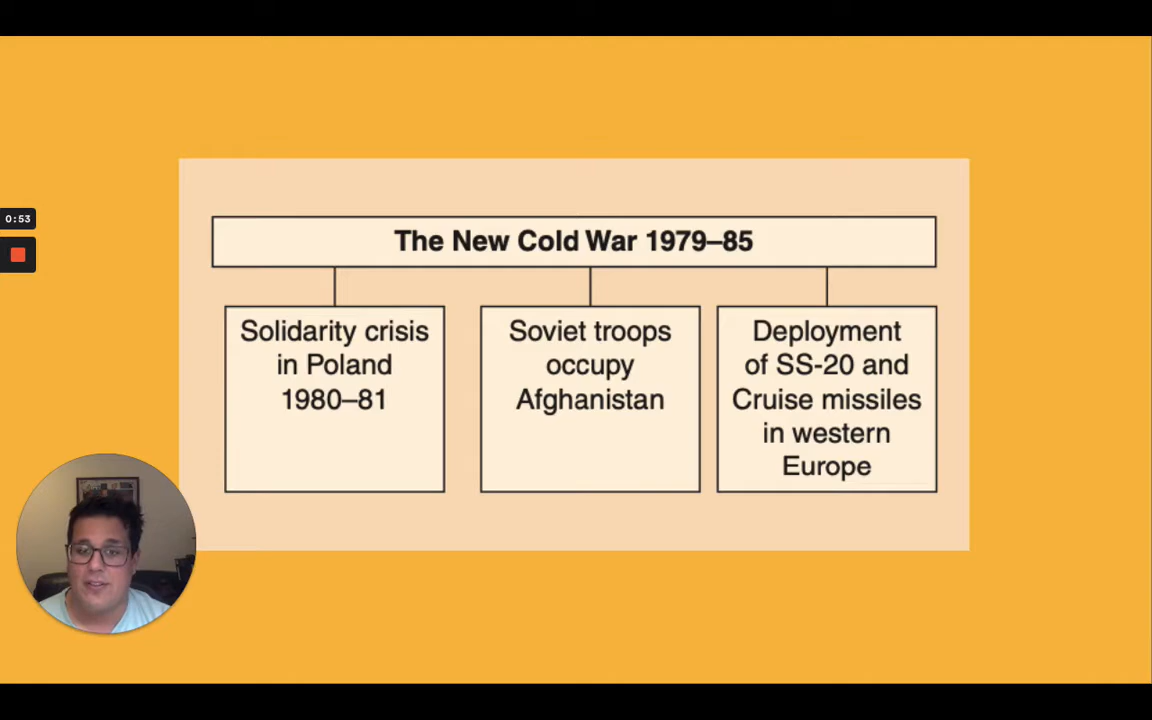 0:53
The New Cold War 1979–85
Solidarity crisis
in Poland
1980–81
Soviet troops
occupy
Afghanistan
Deployment
of SS-20 and
Cruise missiles
in western
Europe